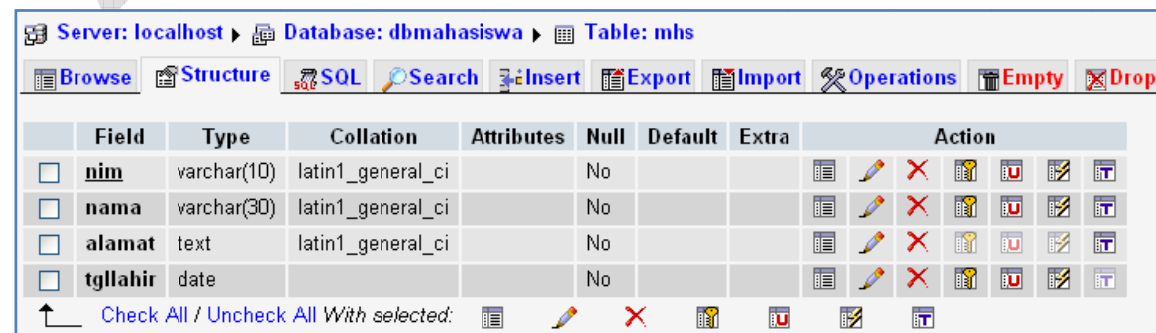 Server: localhost Database: dbmahasiswa Table: mhs
Browse Structure SQL Search Insert Export Import Operations Empty Drop
Field Type Collation Attributes Null Default Extra Action
nim varchar(10) latin1_general_ci No
nama varchar(30) latin1_general_ci No
alamat text latin1_general_ci No
tgllahir date No
Check All / Uncheck All With selected: